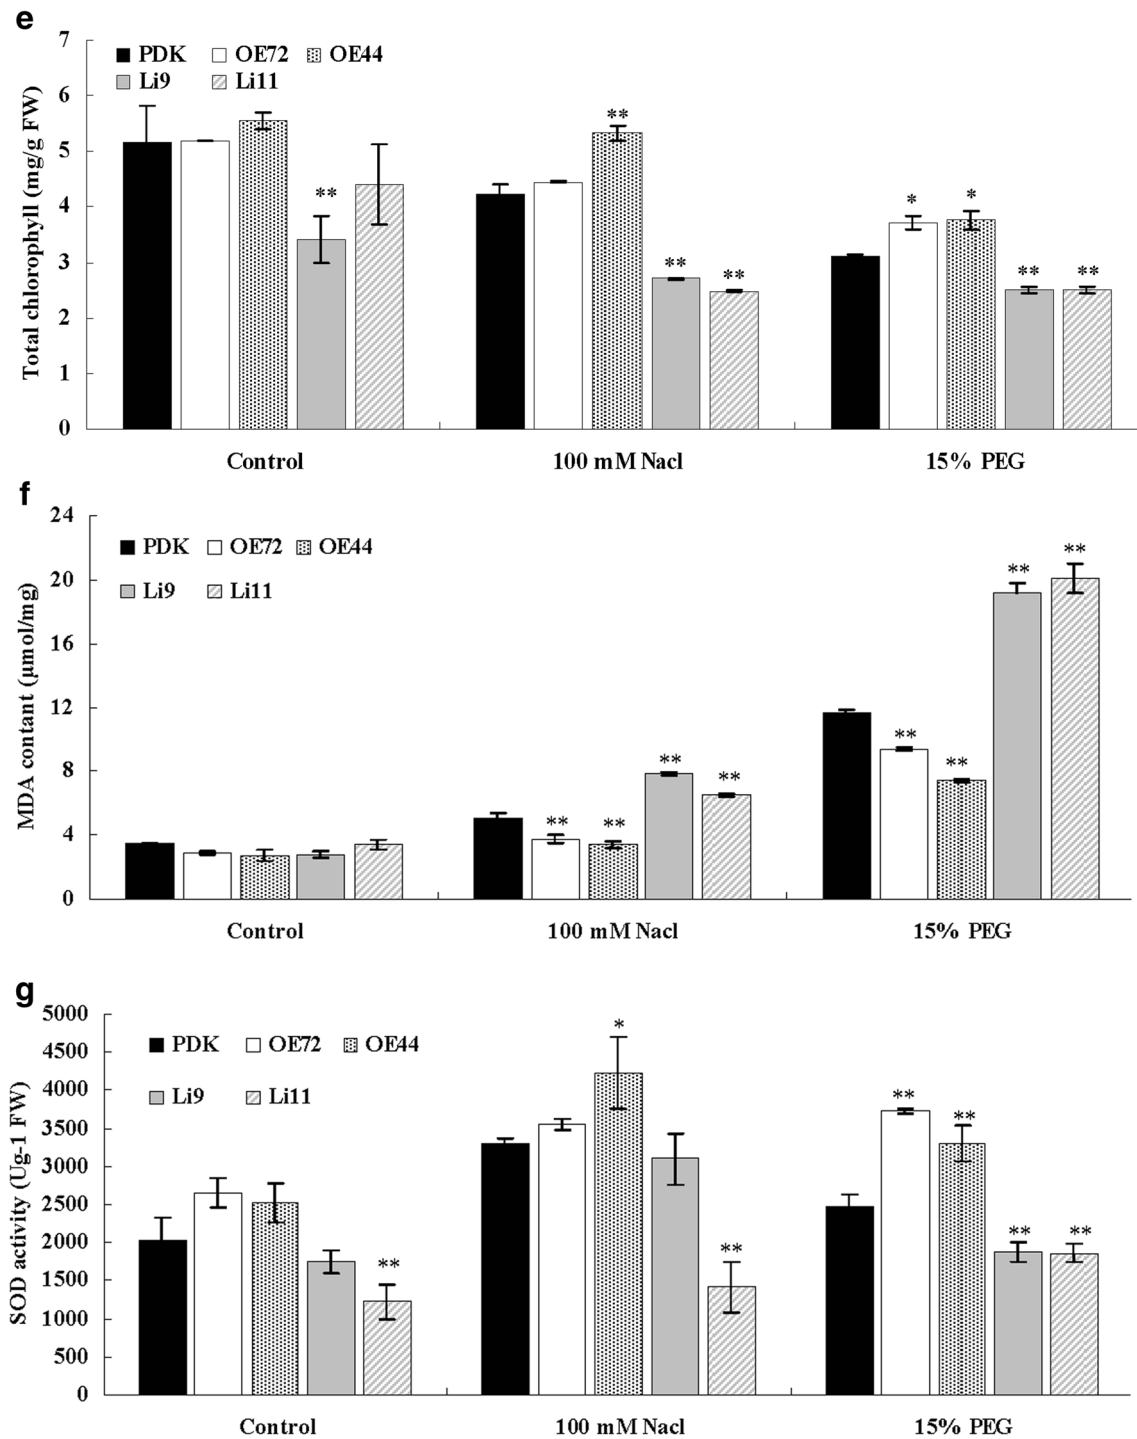 e
Total chlorophyll (mg/g FW)
7
6
5
4
3
2
1
0
PDK OE72 OE44
Li9 Li11
** ** * * ** ** ** **
Control 100 mM Nacl 15% PEG
f
MDA contant (μmol/mg)
24
20
16
12
8
4
0
PDK OE72 OE44
Li9 Li11
** ** ** ** ** ** ** **
Control 100 mM Nacl 15% PEG
g
SOD activity (Ug-1 FW)
5000
4500
4000
3500
3000
2500
2000
1500
1000
500
0
PDK OE72 OE44
Li9 Li11
** * ** ** ** ** **
Control 100 mM Nacl 15% PEG